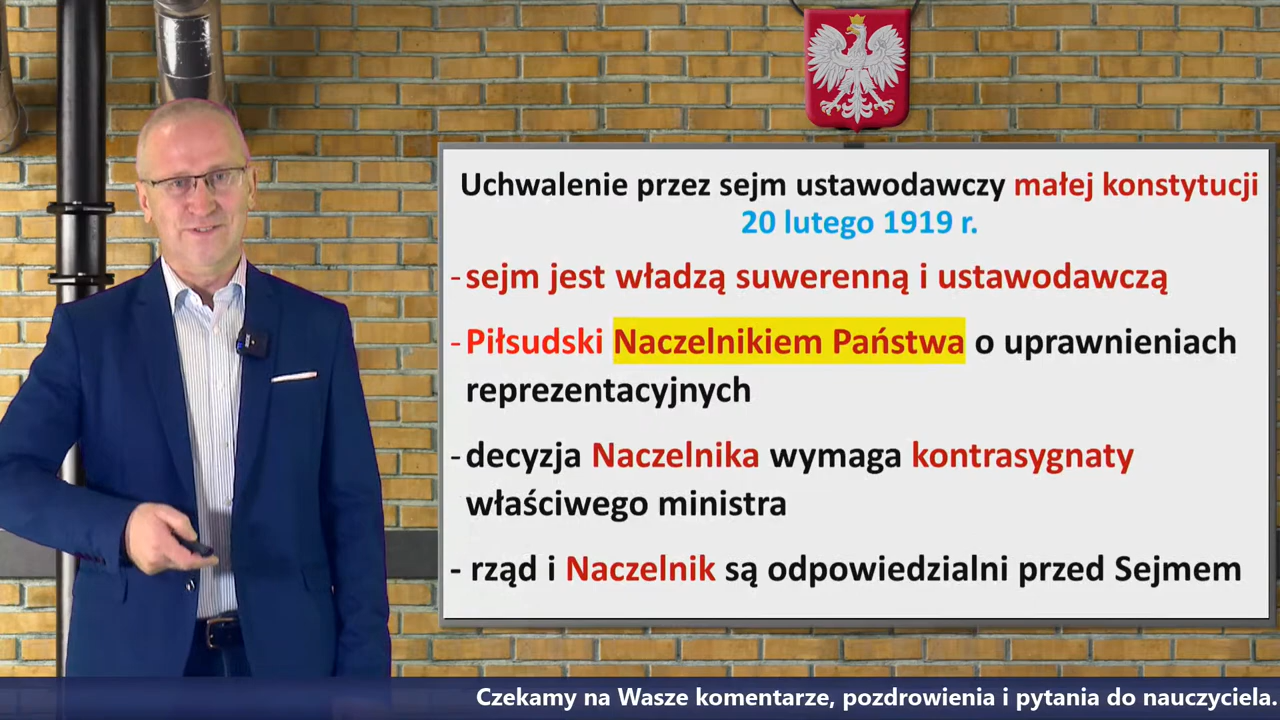 Uchwalenie przez sejm ustawodawczy małej konstytucji
20 lutego 1919 r.
- sejm jest władzą suwerenną i ustawodawczą
- Piłsudski Naczelnikiem Państwa o uprawnieniach
reprezentacyjnych
- decyzja Naczelnika wymaga kontrasygnaty
właściwego ministra
- rząd i Naczelnik są odpowiedzialni przed Sejmem
Czekamy na Wasze komentarze, pozdrowienia i pytania do nauczyciela.